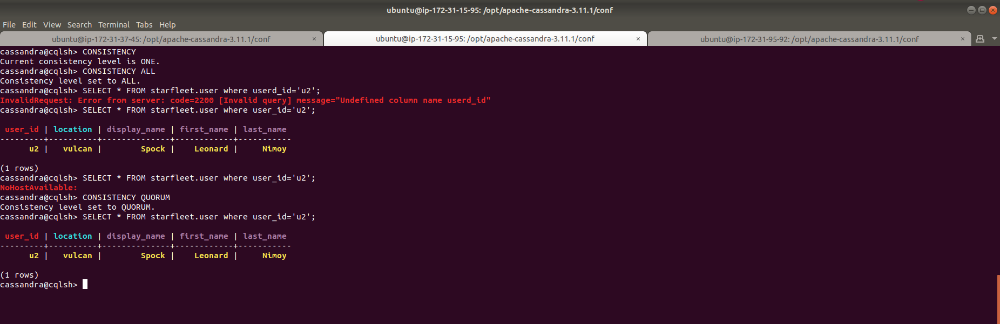 ubuntu@ip-172-31-15-95: /opt/apache-cassandra-3.11.1/conf
File Edit View Search Terminal Tabs Help
ubuntu@ip-172-31-37-45: /opt/apache-cassandra-3.11.1/conf × ubuntu@ip-172-31-15-95: /opt/apache-cassandra-3.11.1/conf × ubuntu@ip-172-31-95-92: /opt/apache-cassandra-3.11.1/conf ×
cassandra@cqlsh> CONSISTENCY
Current consistency level is ONE.
cassandra@cqlsh> CONSISTENCY ALL
Consistency level set to ALL.
cassandra@cqlsh> SELECT * FROM starfleet.user where userd_id='u2';
InvalidRequest: Error from server: code=2200 [Invalid query] message="Undefined column name userd_id"
cassandra@cqlsh> SELECT * FROM starfleet.user where user_id='u2';
 user_id | location | display_name | first_name | last_name
---------+----------+--------------+------------+-----------
      u2 |   vulcan |        Spock |    Leonard |     Nimoy
(1 rows)
cassandra@cqlsh> SELECT * FROM starfleet.user where user_id='u2';
NoHostAvailable:
cassandra@cqlsh> CONSISTENCY QUORUM
Consistency level set to QUORUM.
cassandra@cqlsh> SELECT * FROM starfleet.user where user_id='u2';
 user_id | location | display_name | first_name | last_name
---------+----------+--------------+------------+-----------
      u2 |   vulcan |        Spock |    Leonard |     Nimoy
(1 rows)
cassandra@cqlsh>